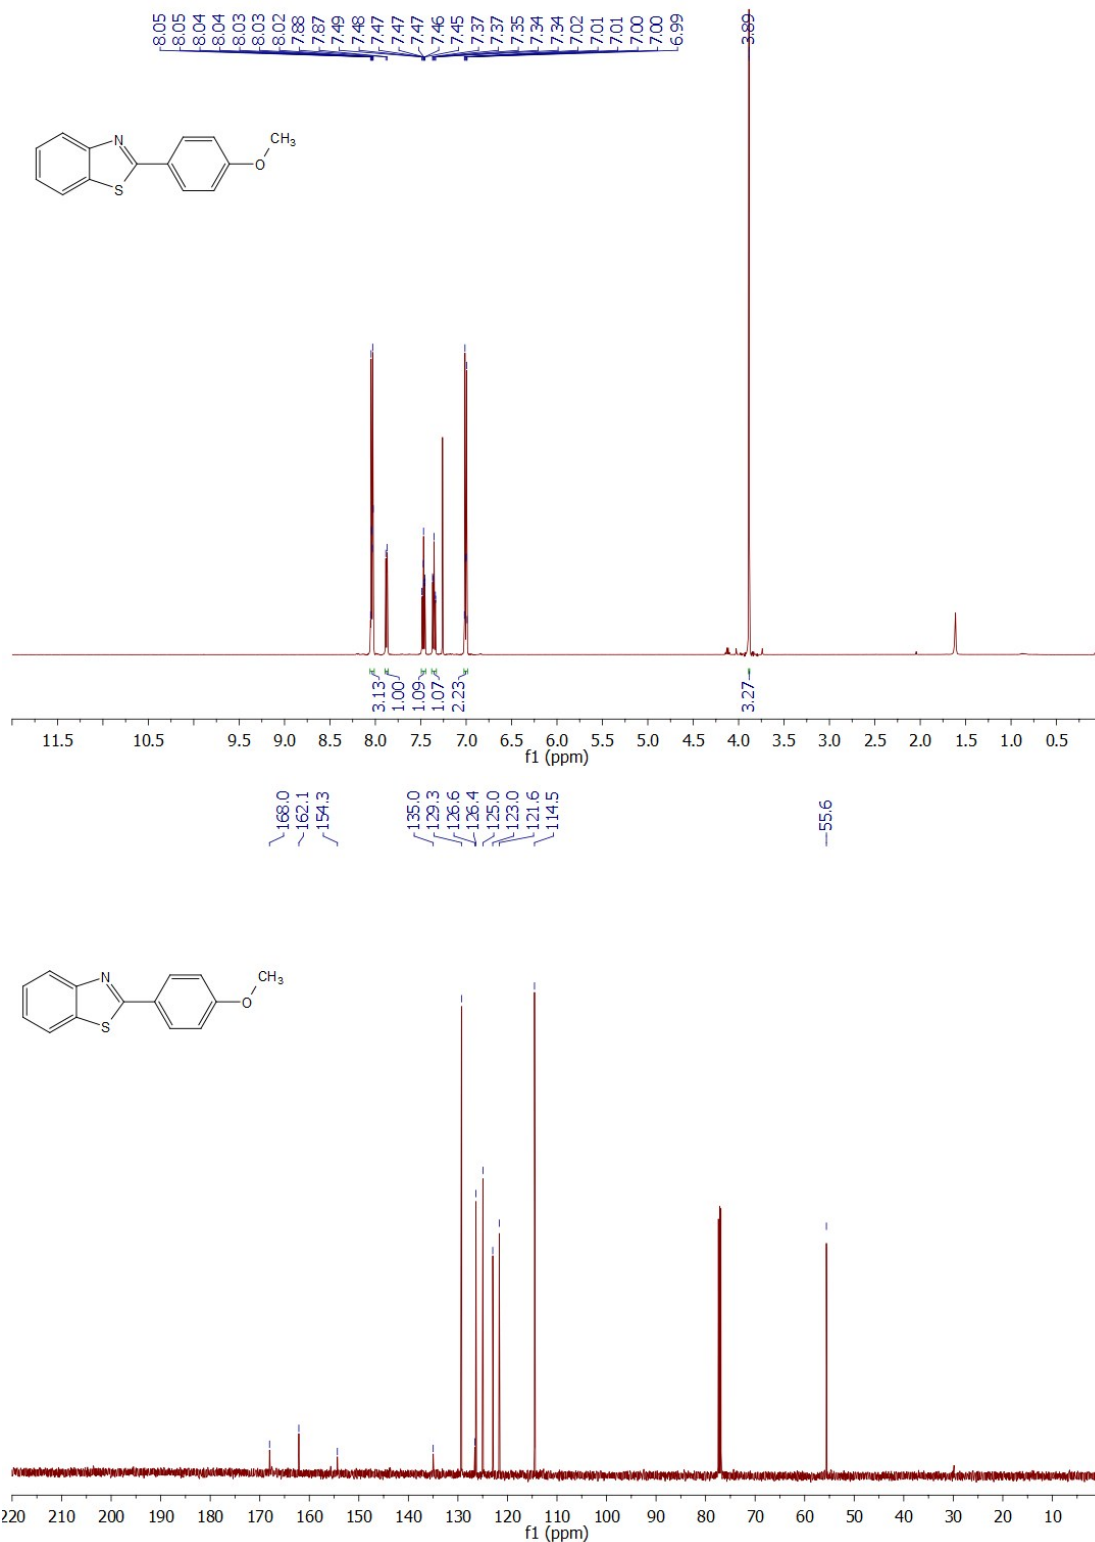 8.05 8.05 8.04 8.04 8.03 8.03 8.02 7.88 7.87 7.49 7.48 7.47 7.47 7.47 7.46 7.45 7.37 7.37 7.35 7.34 7.34 7.02 7.01 7.01 7.00 7.00 6.99 3.89
N
S
O
CH3
3.13 1.00 1.09 1.07 2.23 3.27
11.5 10.5 9.5 9.0 8.5 8.0 7.5 7.0 6.5 6.0 5.5 5.0 4.5 4.0 3.5 3.0 2.5 2.0 1.5 1.0 0.5
f1 (ppm)
168.0 162.1 154.3 135.0 129.3 126.6 126.4 125.0 123.0 121.6 114.5 55.6
N
S
O
CH3
220 210 200 190 180 170 160 150 140 130 120 110 100 90 80 70 60 50 40 30 20 10
f1 (ppm)